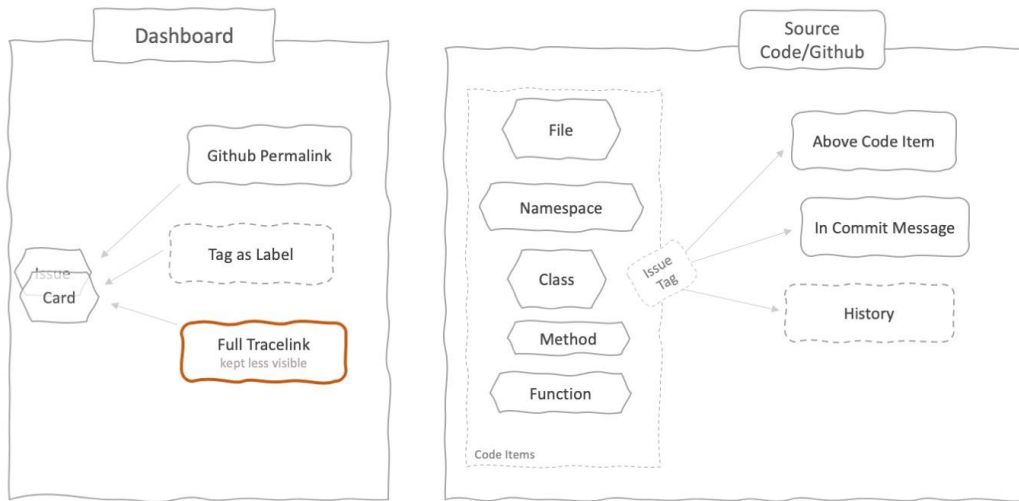 Dashboard
Github Permalink
Tag as Label
Issue
Card
Full Tracelink
kept less visible
Source
Code/Github
File
Namespace
Class
Method
Function
Code Items
Issue
Tag
Above Code Item
In Commit Message
History